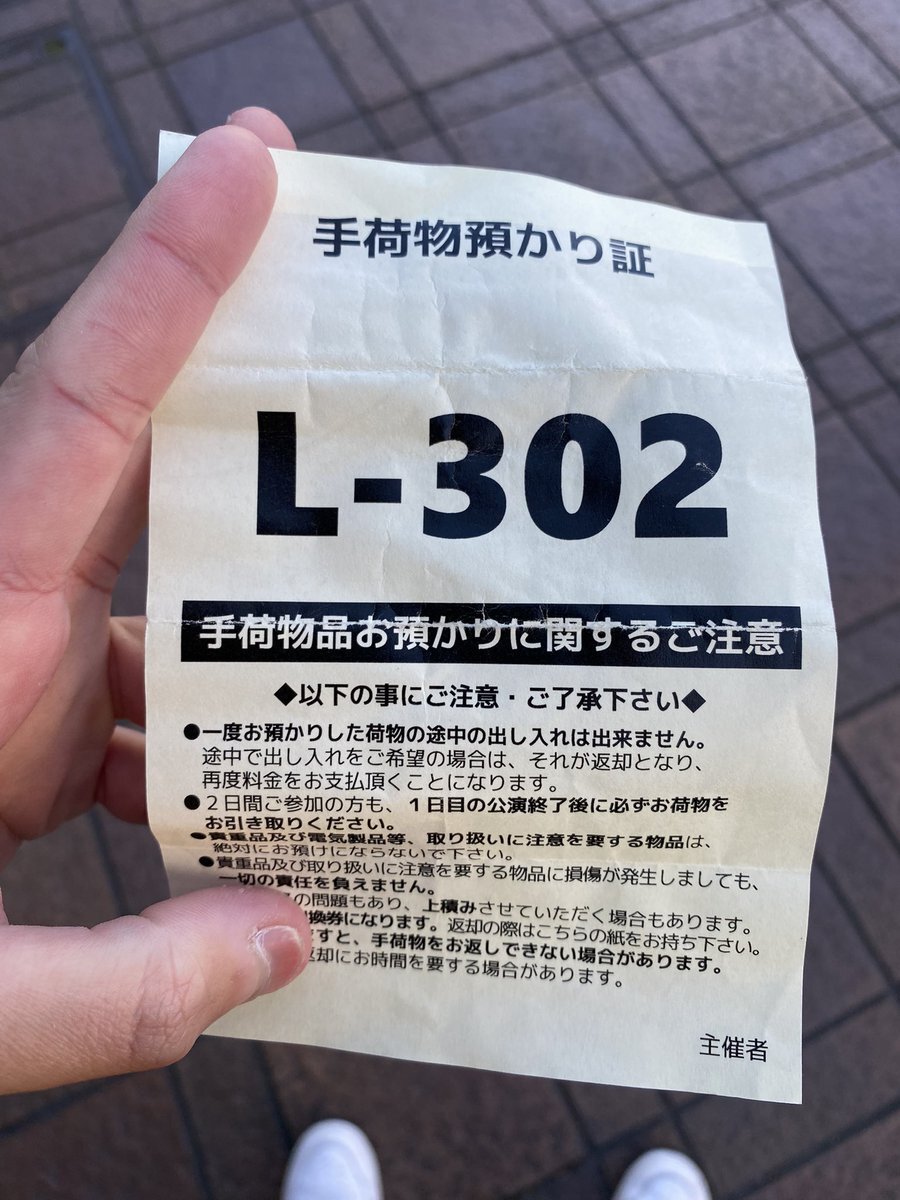 手荷物預かり証
L-302
手荷物品お預かりに関するご注意
◆以下の事にご注意・ご了承下さい◆
●一度お預かりした荷物の途中の出し入れは出来ません。
途中で出し入れをご希望の場合は、それが返却となり、
再度料金をお支払頂くことになります。
●２日間ご参加の方も、１日目の公演終了後に必ずお荷物を
お引き取りください。
●貴重品及び電気製品等、取り扱いに注意を要する物品は、
絶対にお預けにならないで下さい。
●貴重品及び取り扱いに注意を要する物品に損傷が発生しましても、
一切の責任を負えません。
の問題もあり、上積みさせていただく場合もあります。
換券になります。返却の際はこちらの紙をお持ち下さい。
すと、手荷物をお返しできない場合があります。
返却にお時間を要する場合があります。
主催者